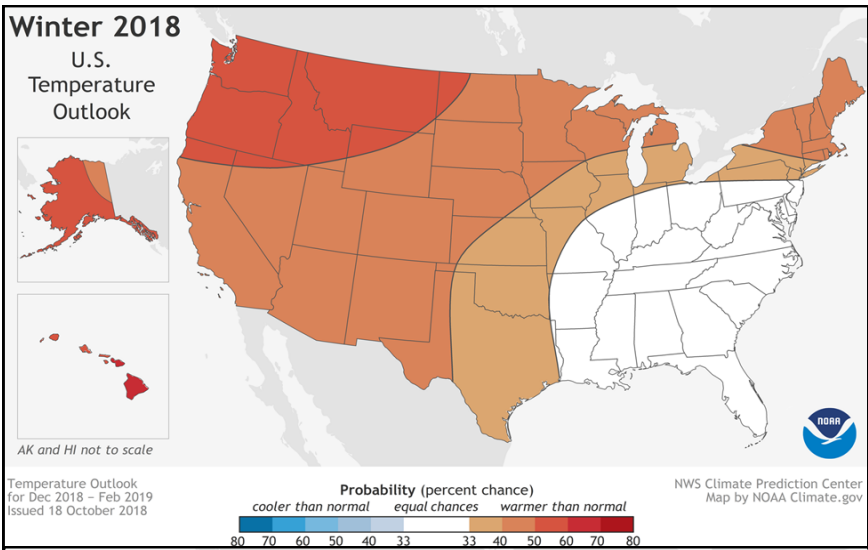 Winter 2018
U.S.
Temperature
Outlook
AK and HI not to scale
NOAA
Temperature Outlook
for Dec 2018 – Feb 2019
Issued 18 October 2018
Probability (percent chance)
cooler than normal equal chances warmer than normal
80 70 60 50 40 33 33 40 50 60 70 80
NWS Climate Prediction Center
Map by NOAA Climate.gov